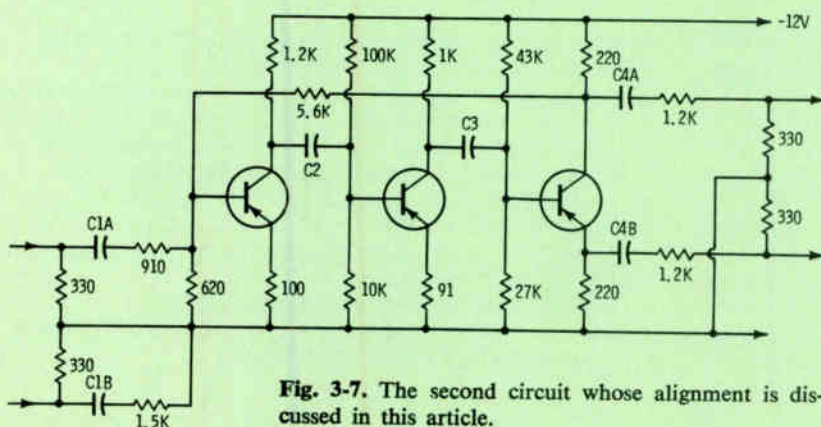 -12V
1.2K
100K
1K
43K
220
C4A
5.6K
1.2K
C2
C3
330
C1A
C4B
330
910
1.2K
330
620
100
10K
91
27K
220
330
C1B
1.5K
Fig. 3-7. The second circuit whose alignment is dis-
cussed in this article.